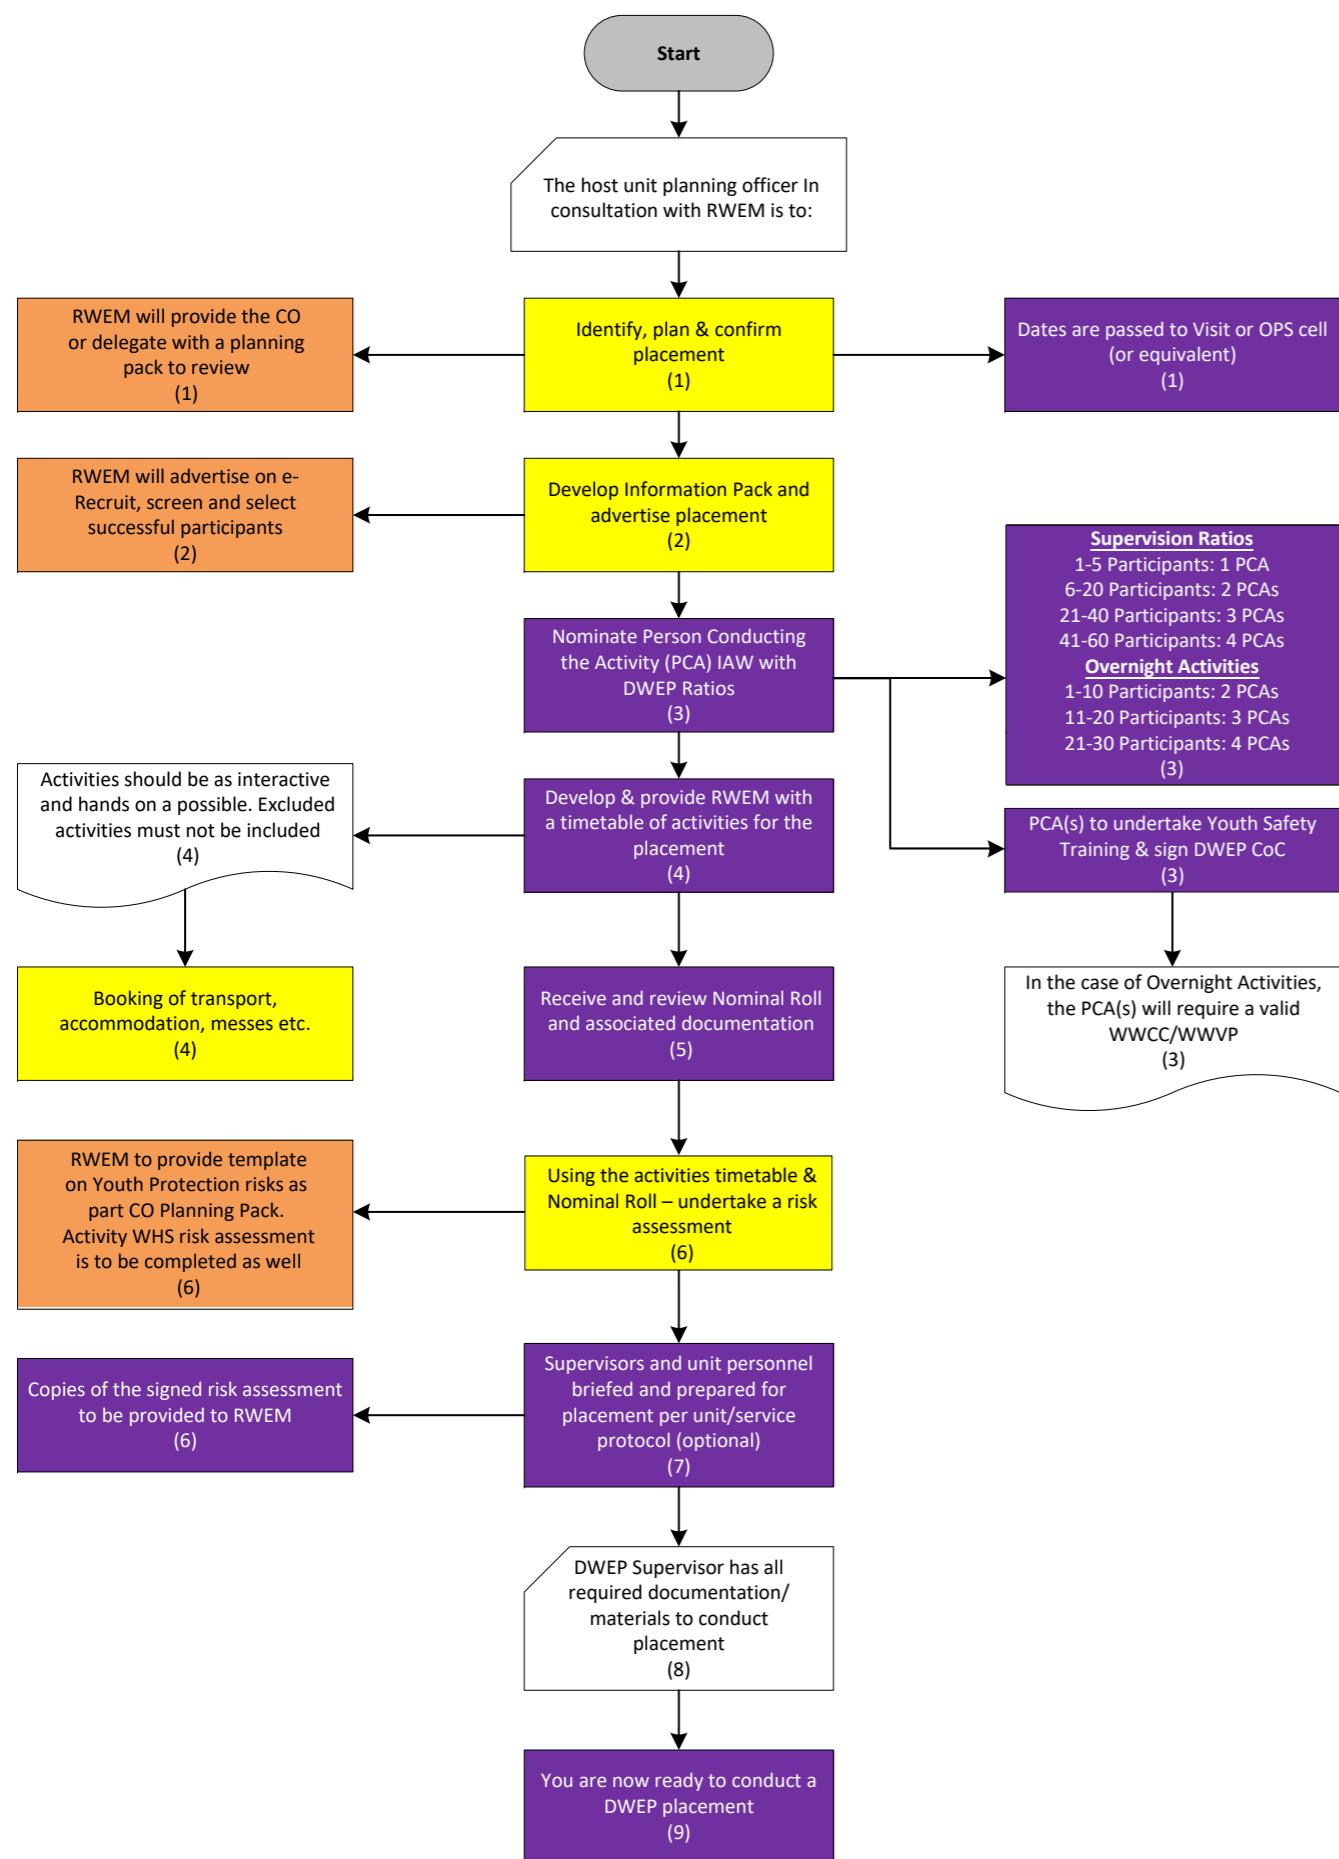 Start
The host unit planning officer In
consultation with RWEM is to:
RWEM will provide the CO
or delegate with a planning
pack to review
(1)
Identify, plan & confirm
placement
(1)
Dates are passed to Visit or OPS cell
(or equivalent)
(1)
RWEM will advertise on e-
Recruit, screen and select
successful participants
(2)
Develop Information Pack and
advertise placement
(2)
Supervision Ratios
1-5 Participants: 1 PCA
6-20 Participants: 2 PCAs
21-40 Participants: 3 PCAs
41-60 Participants: 4 PCAs
Overnight Activities
1-10 Participants: 2 PCAs
11-20 Participants: 3 PCAs
21-30 Participants: 4 PCAs
(3)
Nominate Person Conducting
the Activity (PCA) IAW with
DWEP Ratios
(3)
Activities should be as interactive
and hands on a possible. Excluded
activities must not be included
(4)
Develop & provide RWEM with
a timetable of activities for the
placement
(4)
PCA(s) to undertake Youth Safety
Training & sign DWEP CoC
(3)
Booking of transport,
accommodation, messes etc.
(4)
Receive and review Nominal Roll
and associated documentation
(5)
In the case of Overnight Activities,
the PCA(s) will require a valid
WWCC/WWVP
(3)
RWEM to provide template
on Youth Protection risks as
part CO Planning Pack.
Activity WHS risk assessment
is to be completed as well
(6)
Using the activities timetable &
Nominal Roll – undertake a risk
assessment
(6)
Copies of the signed risk assessment
to be provided to RWEM
(6)
Supervisors and unit personnel
briefed and prepared for
placement per unit/service
protocol (optional)
(7)
DWEP Supervisor has all
required documentation/
materials to conduct
placement
(8)
You are now ready to conduct a
DWEP placement
(9)